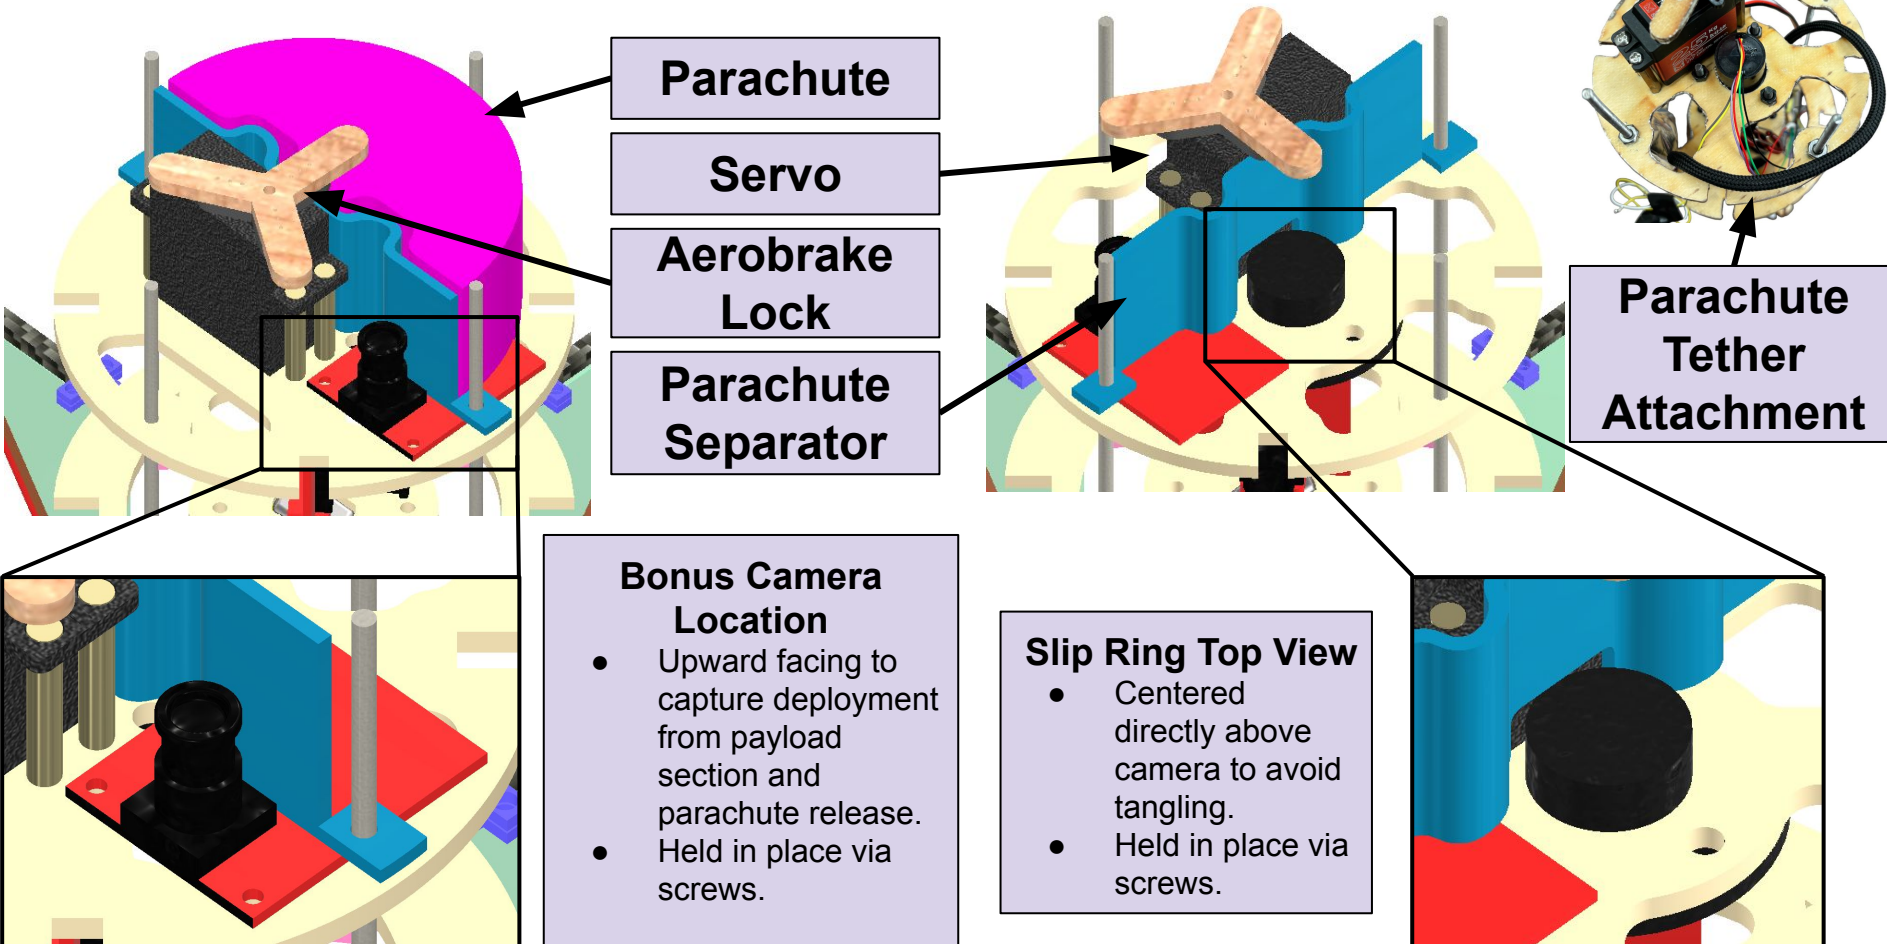 Parachute
Servo
Aerobrake
Lock
Parachute
Separator
Parachute
Tether
Attachment
Bonus Camera
Location
● Upward facing to
capture deployment
from payload
section and
parachute release.
● Held in place via
screws.
Slip Ring Top View
● Centered
directly above
camera to avoid
tangling.
● Held in place via
screws.